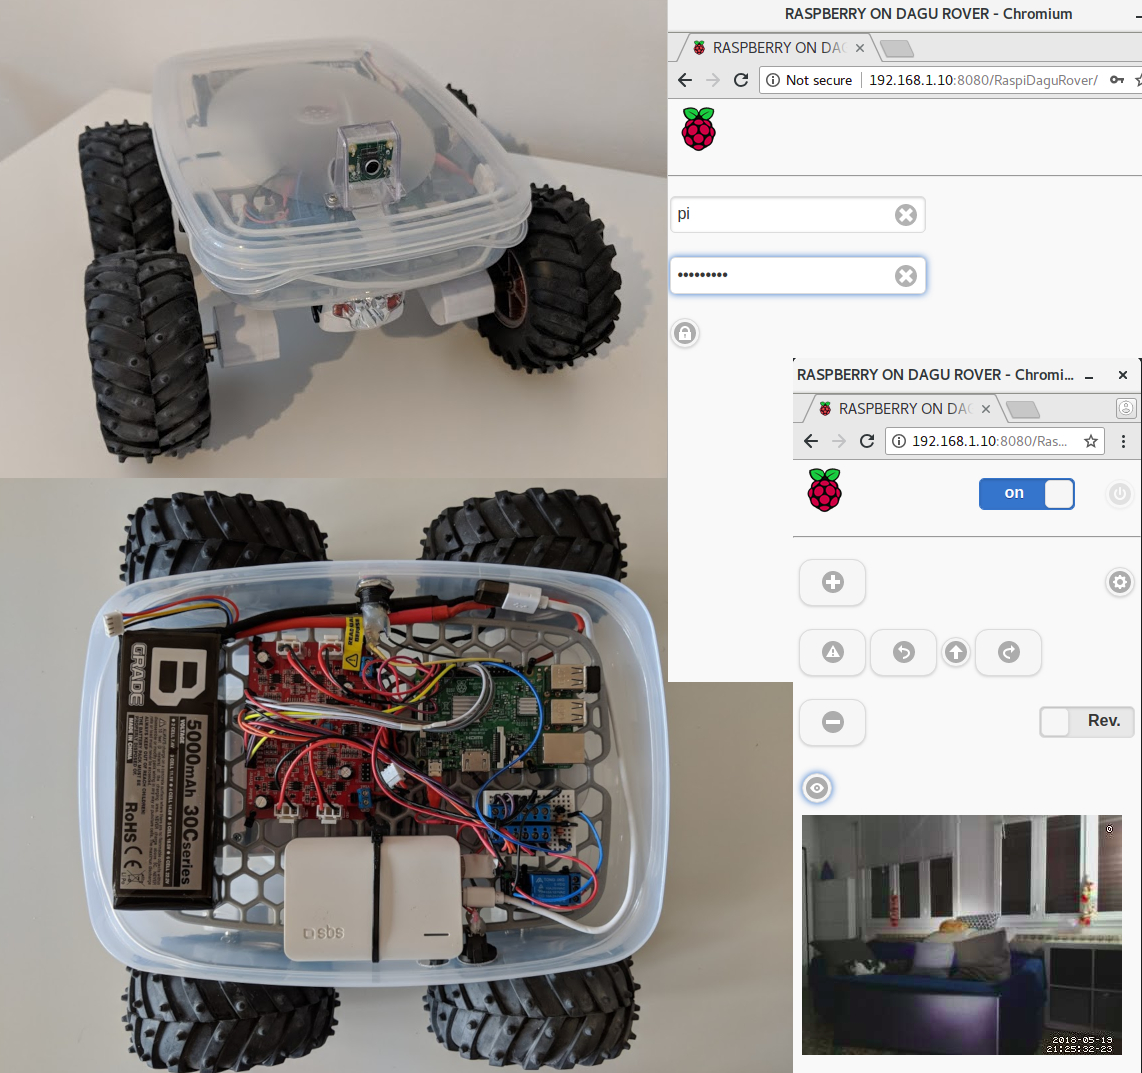 RASPBERRY ON DAGU ROVER - Chromium
RASPBERRY ON DAG
Not secure
192.168.1.10:8080/RaspiDaguRover/
pi
•••••••••
RASPBERRY ON DAGU ROVER - Chromi...
RASPBERRY ON DAG
192.168.1.10:8080/Ras...
on
Rev.
2018-05-19
21:25:32-23
B
GRADE
5000mAh 30Cseries
RoHS CE
HDMI
sbs